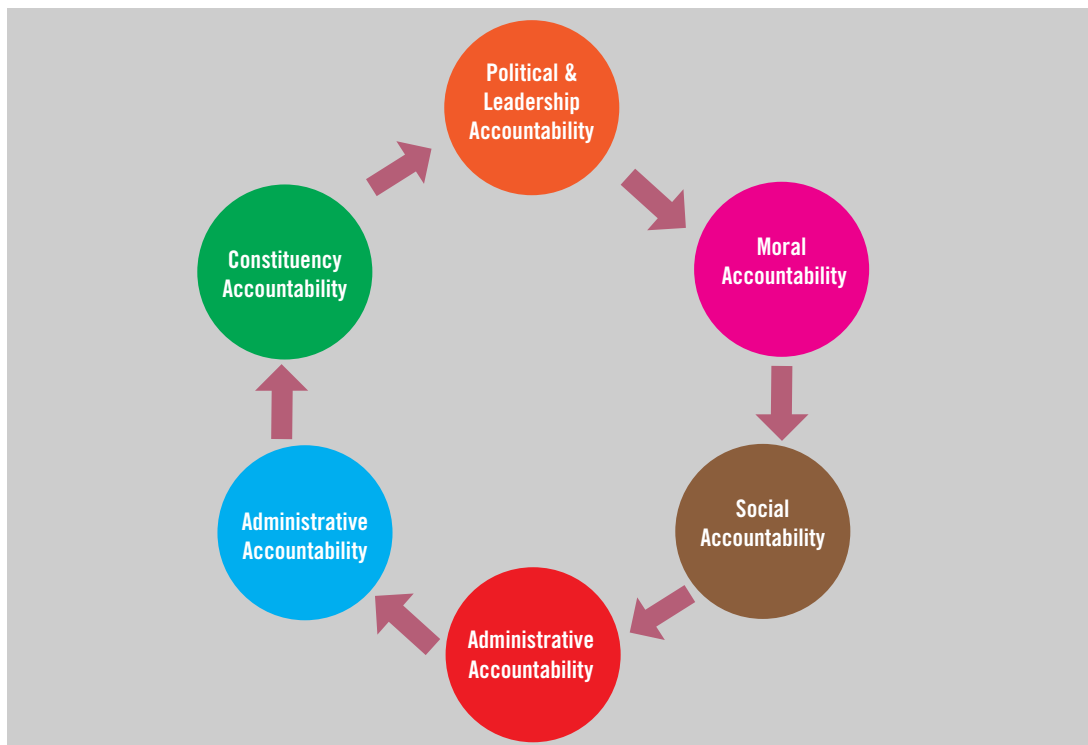 Political &
Leadership
Accountability
Moral
Accountability
Social
Accountability
Administrative
Accountability
Administrative
Accountability
Constituency
Accountability